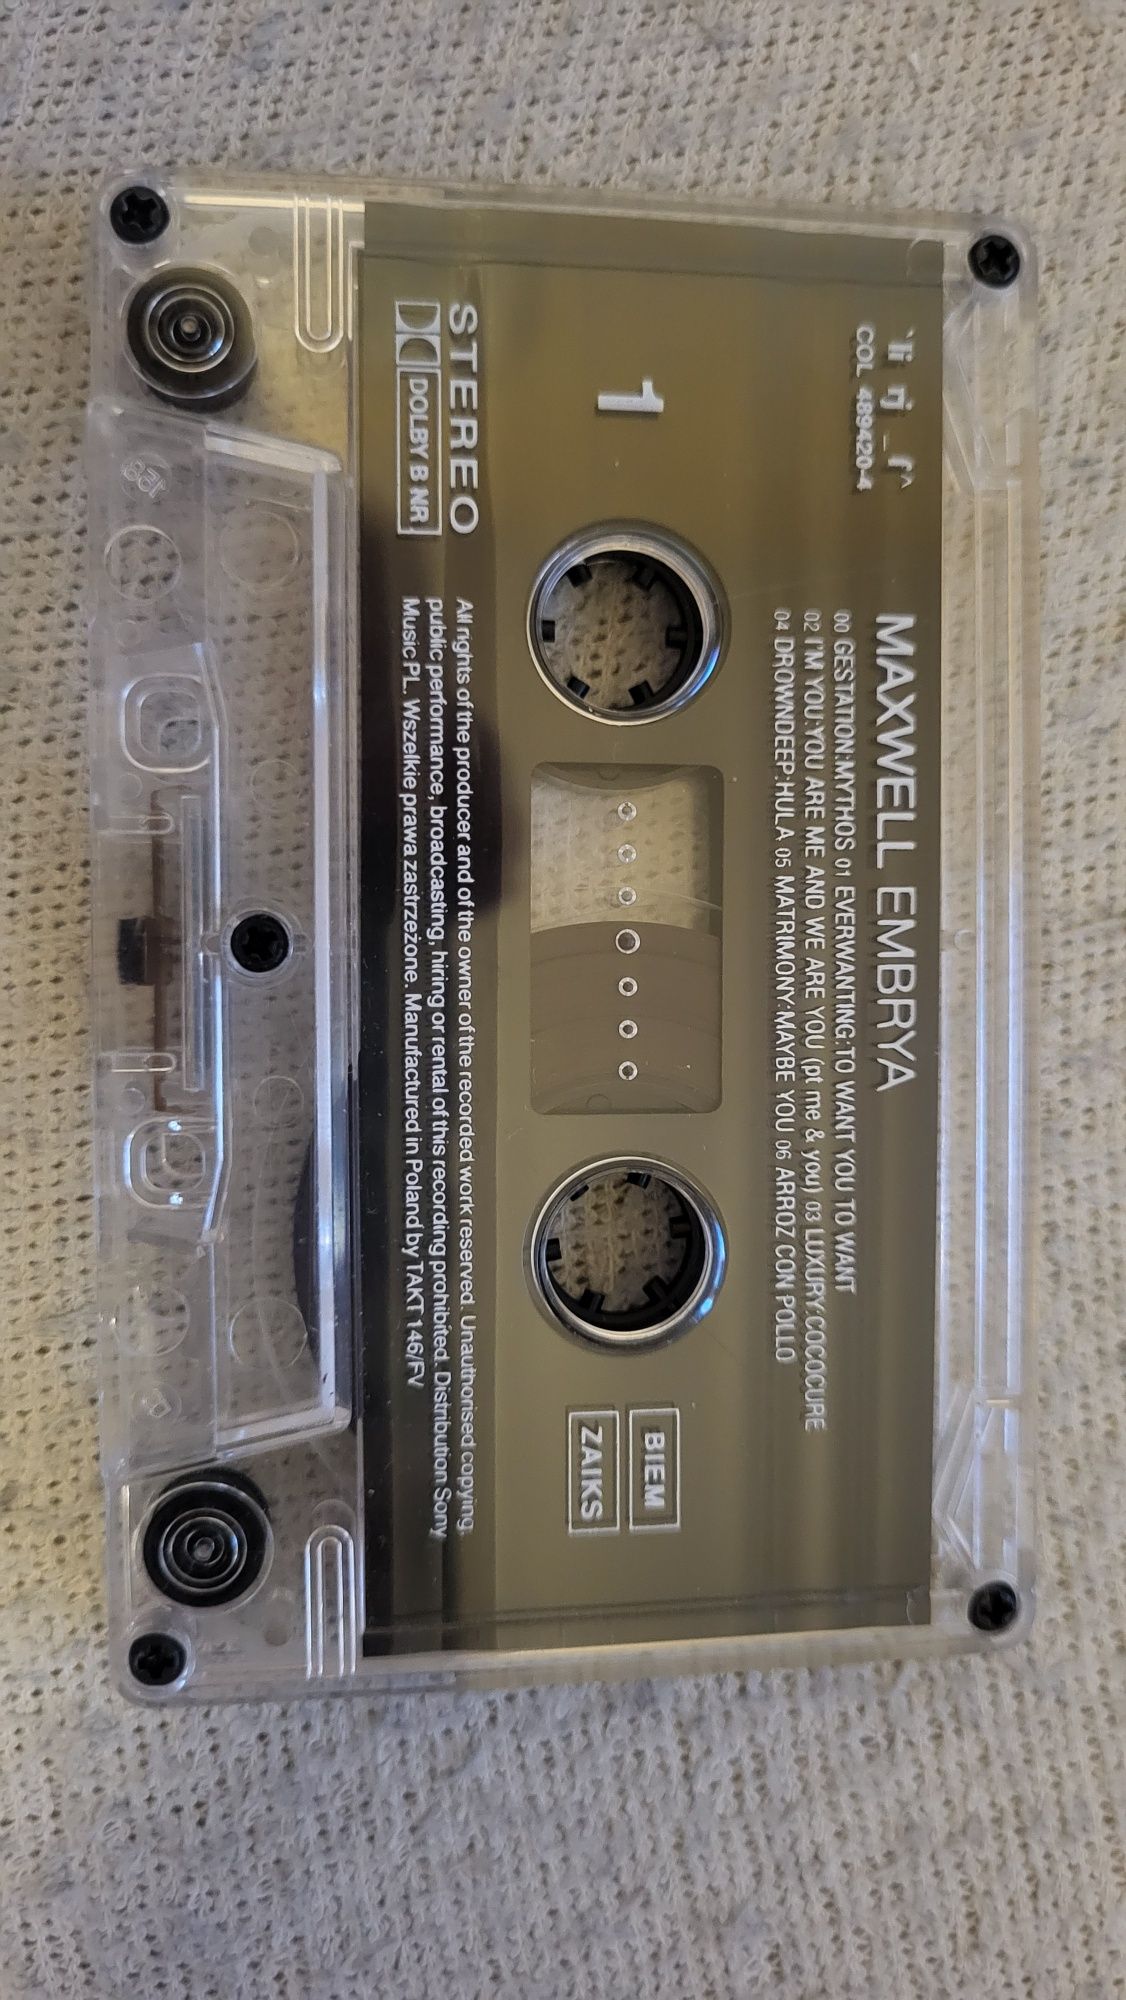 COL 489420-4
MAXWELL EMBRYA
00 GESTATION:MYTHOS 01 EVERWANTING:TO WANT YOU TO WANT
02 I'M YOU:YOU ARE ME AND WE ARE YOU (pt me & you) 03 LUXURY:COCOCURE
04 DROWNDEEP:HULA 05 MATRIMONY:MAYBE YOU 06 ARROZ CON POLLO
1
BIEM
ZAIKS
STEREO
DOLBY B NR
All rights of the producer and of the owner of the recorded work reserved. Unauthorised copying,
public performance, broadcasting, hiring or rental of this recording prohibited. Distribution Sony
Music PL. Wszelkie prawa zastrzeżone. Manufactured in Poland by TAKT 146/FV